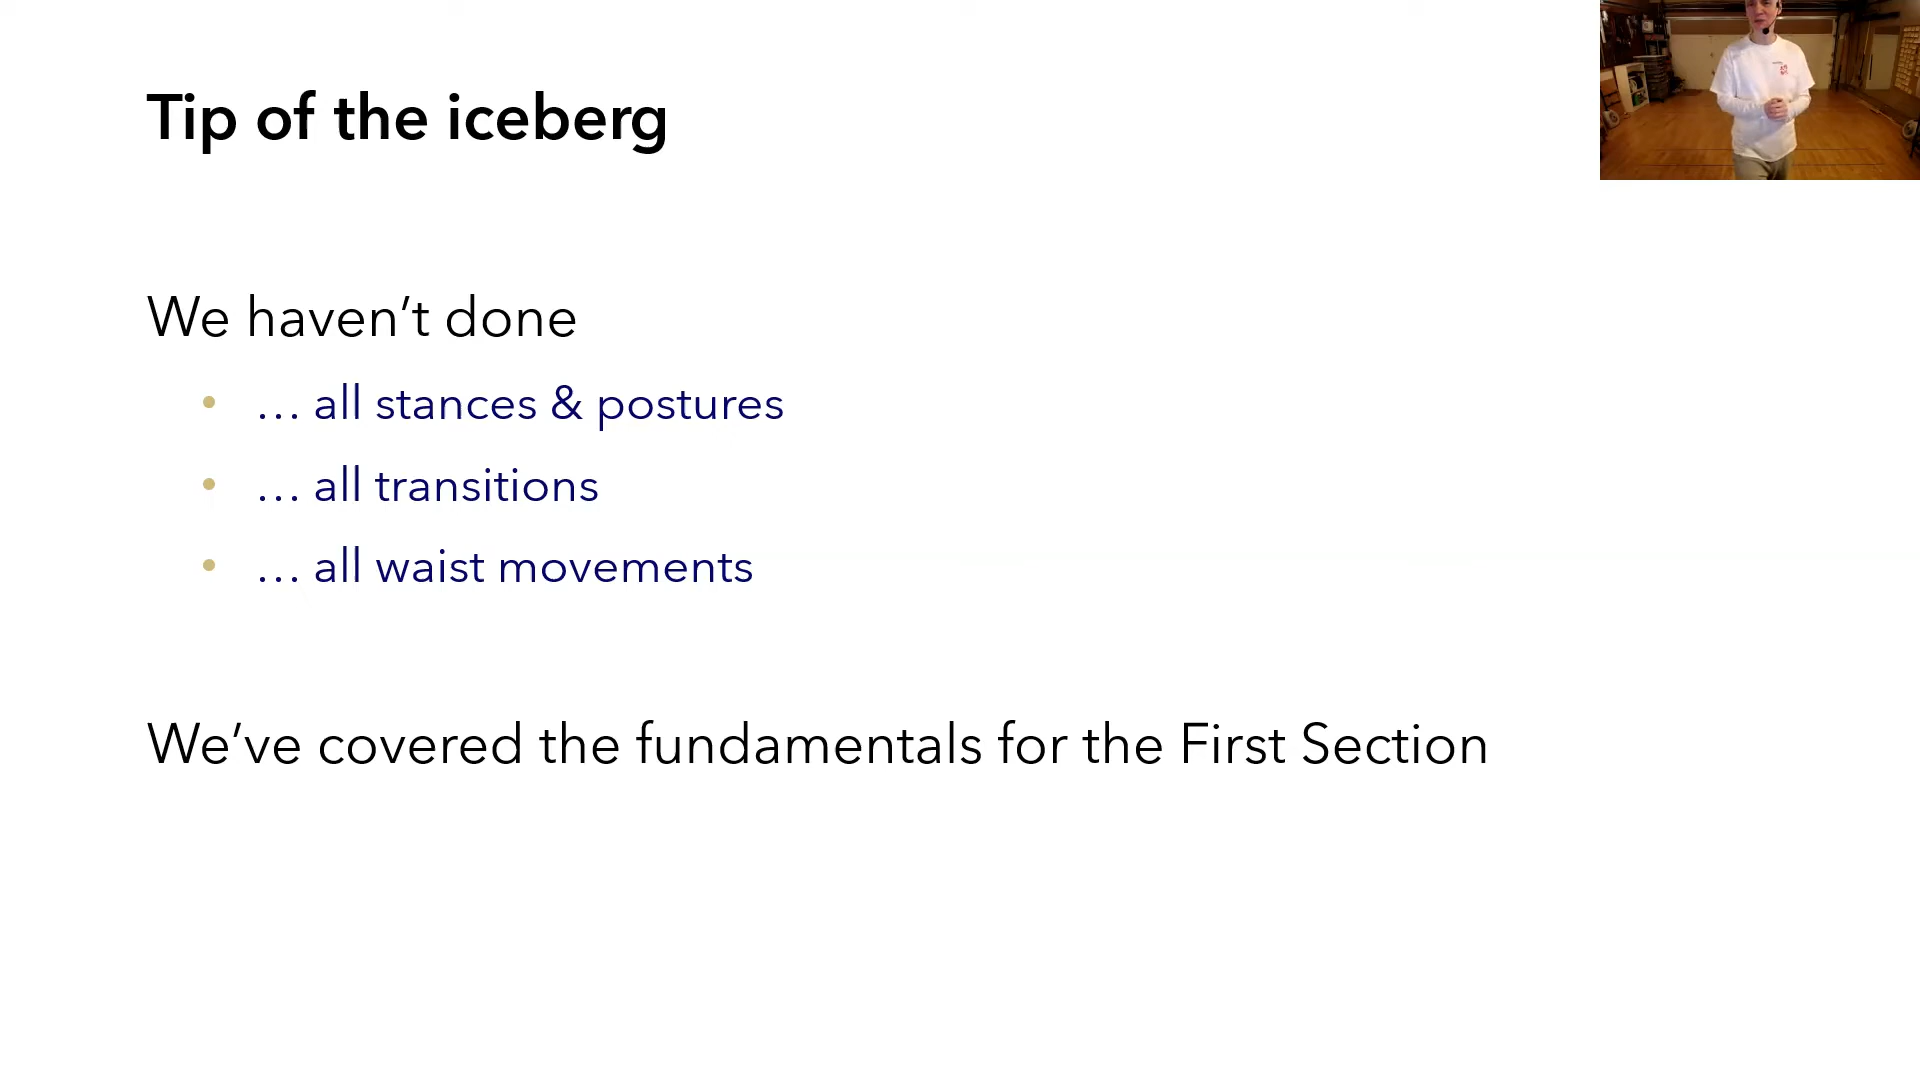 Tip of the iceberg
We haven’t done
• … all stances & postures
• … all transitions
• … all waist movements
We’ve covered the fundamentals for the First Section